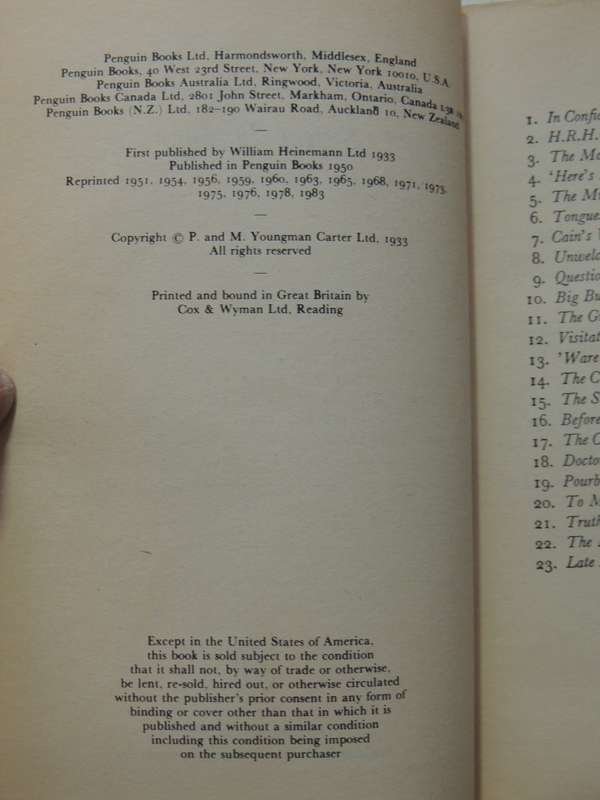 Penguin Books Ltd, Harmondsworth, Middlesex, England
Penguin Books, 40 West 23rd Street, New York, New York 10010, U.S.A.
Penguin Books Australia Ltd, Ringwood, Victoria, Australia
Penguin Books Canada Ltd, 2801 John Street, Markham, Ontario, Canada
Penguin Books (N.Z.) Ltd, 182–190 Wairau Road, Auckland 10, New Zealand
First published by William Heinemann Ltd 1933
Published in Penguin Books 1950
Reprinted 1951, 1954, 1956, 1959, 1960, 1963, 1965, 1968, 1971, 1973,
1975, 1976, 1978, 1983
Copyright © P. and M. Youngman Carter Ltd, 1933
All rights reserved
Printed and bound in Great Britain by
Cox & Wyman Ltd, Reading
Except in the United States of America,
this book is sold subject to the condition
that it shall not, by way of trade or otherwise,
be lent, re-sold, hired out, or otherwise circulated
without the publisher's prior consent in any form of
binding or cover other than that in which it is
published and without a similar condition
including this condition being imposed
on the subsequent purchaser
1. In
2. H.R.H.
3. The
4. 'Here's
5. The
6.
7. Cain's
8.
9.
10. Big
11. The
12.
13. 'Ware
14. The
15. The
16. Before
17. The
18.
19.
20. To
21. Truth
22. The
23. Late